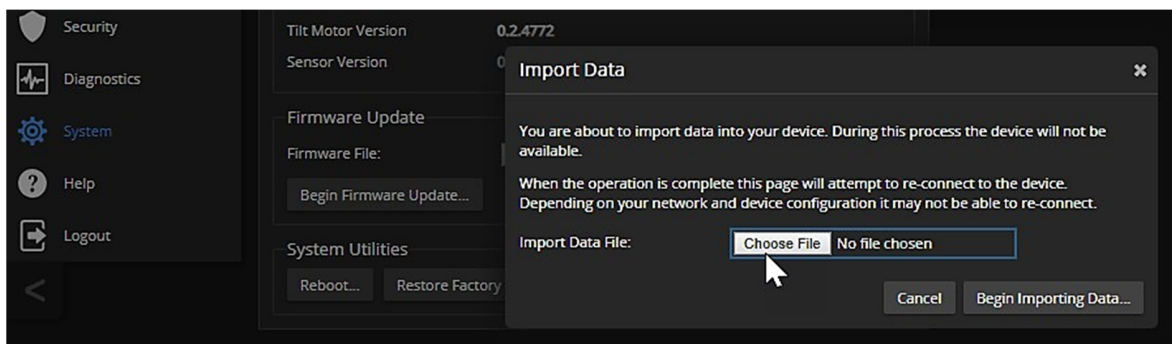 Security
Diagnostics
System
Help
Logout
<
Tilt Motor Version 0.2.4772
Sensor Version 0
Firmware Update
Firmware File:
Begin Firmware Update...
System Utilities
Reboot... Restore Factory
Import Data
You are about to import data into your device. During this process the device will not be
available.
When the operation is complete this page will attempt to re-connect to the device.
Depending on your network and device configuration it may not be able to re-connect.
Import Data File: Choose File No file chosen
Cancel Begin Importing Data...